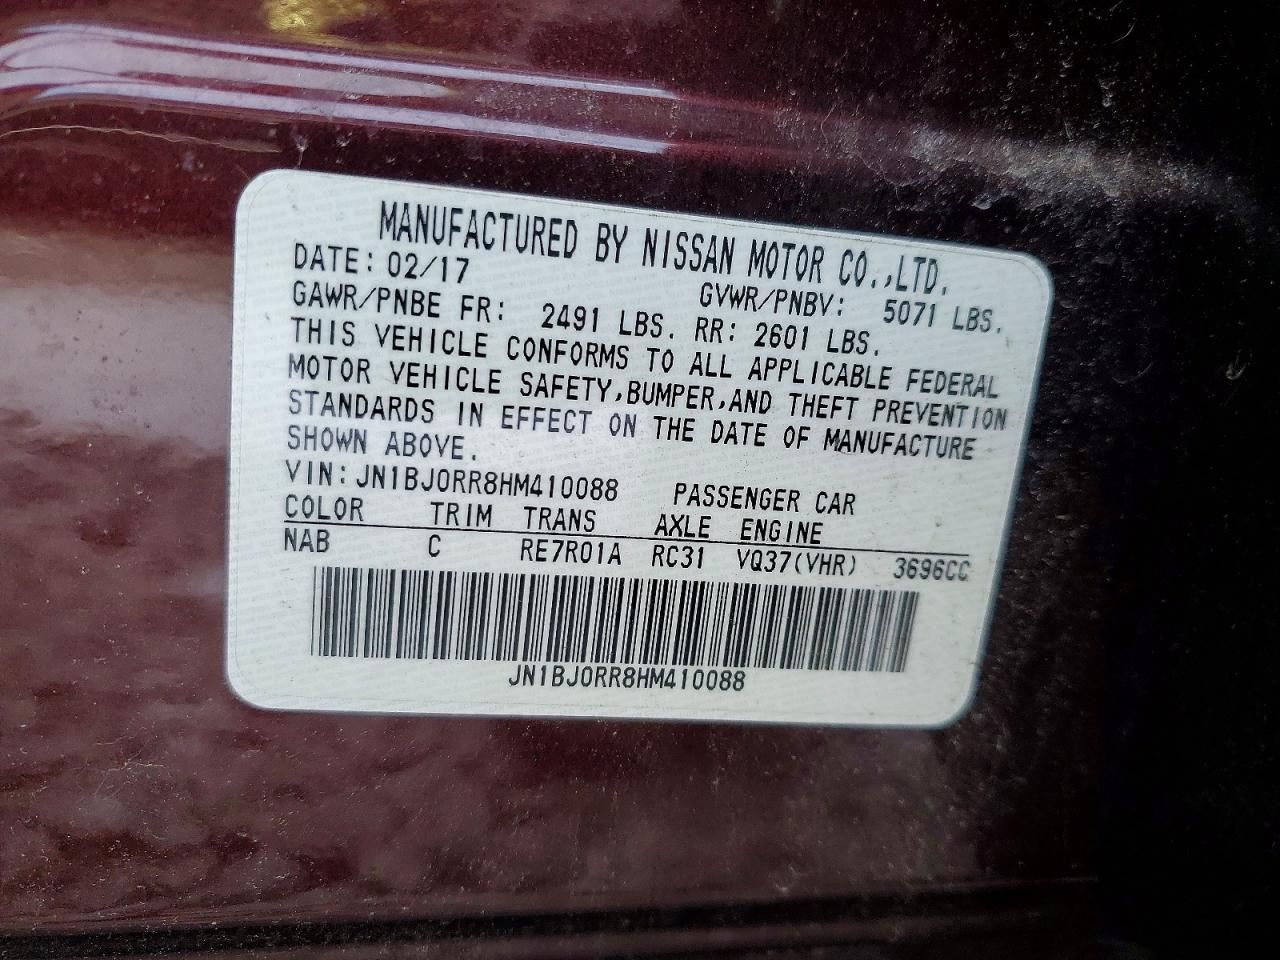 MANUFACTURED BY NISSAN MOTOR CO.,LTD.
DATE: 02/17 GVWR/PNBV: 5071 LBS.
GAWR/PNBE FR: 2491 LBS. RR: 2601 LBS.
THIS VEHICLE CONFORMS TO ALL APPLICABLE FEDERAL
MOTOR VEHICLE SAFETY,BUMPER,AND THEFT PREVENTION
STANDARDS IN EFFECT ON THE DATE OF MANUFACTURE
SHOWN ABOVE.
VIN: JN1BJ0RR8HM410088 PASSENGER CAR
COLOR TRIM TRANS AXLE ENGINE
NAB C RE7R01A RC31 VQ37(VHR) 3696CC
JN1BJ0RR8HM410088